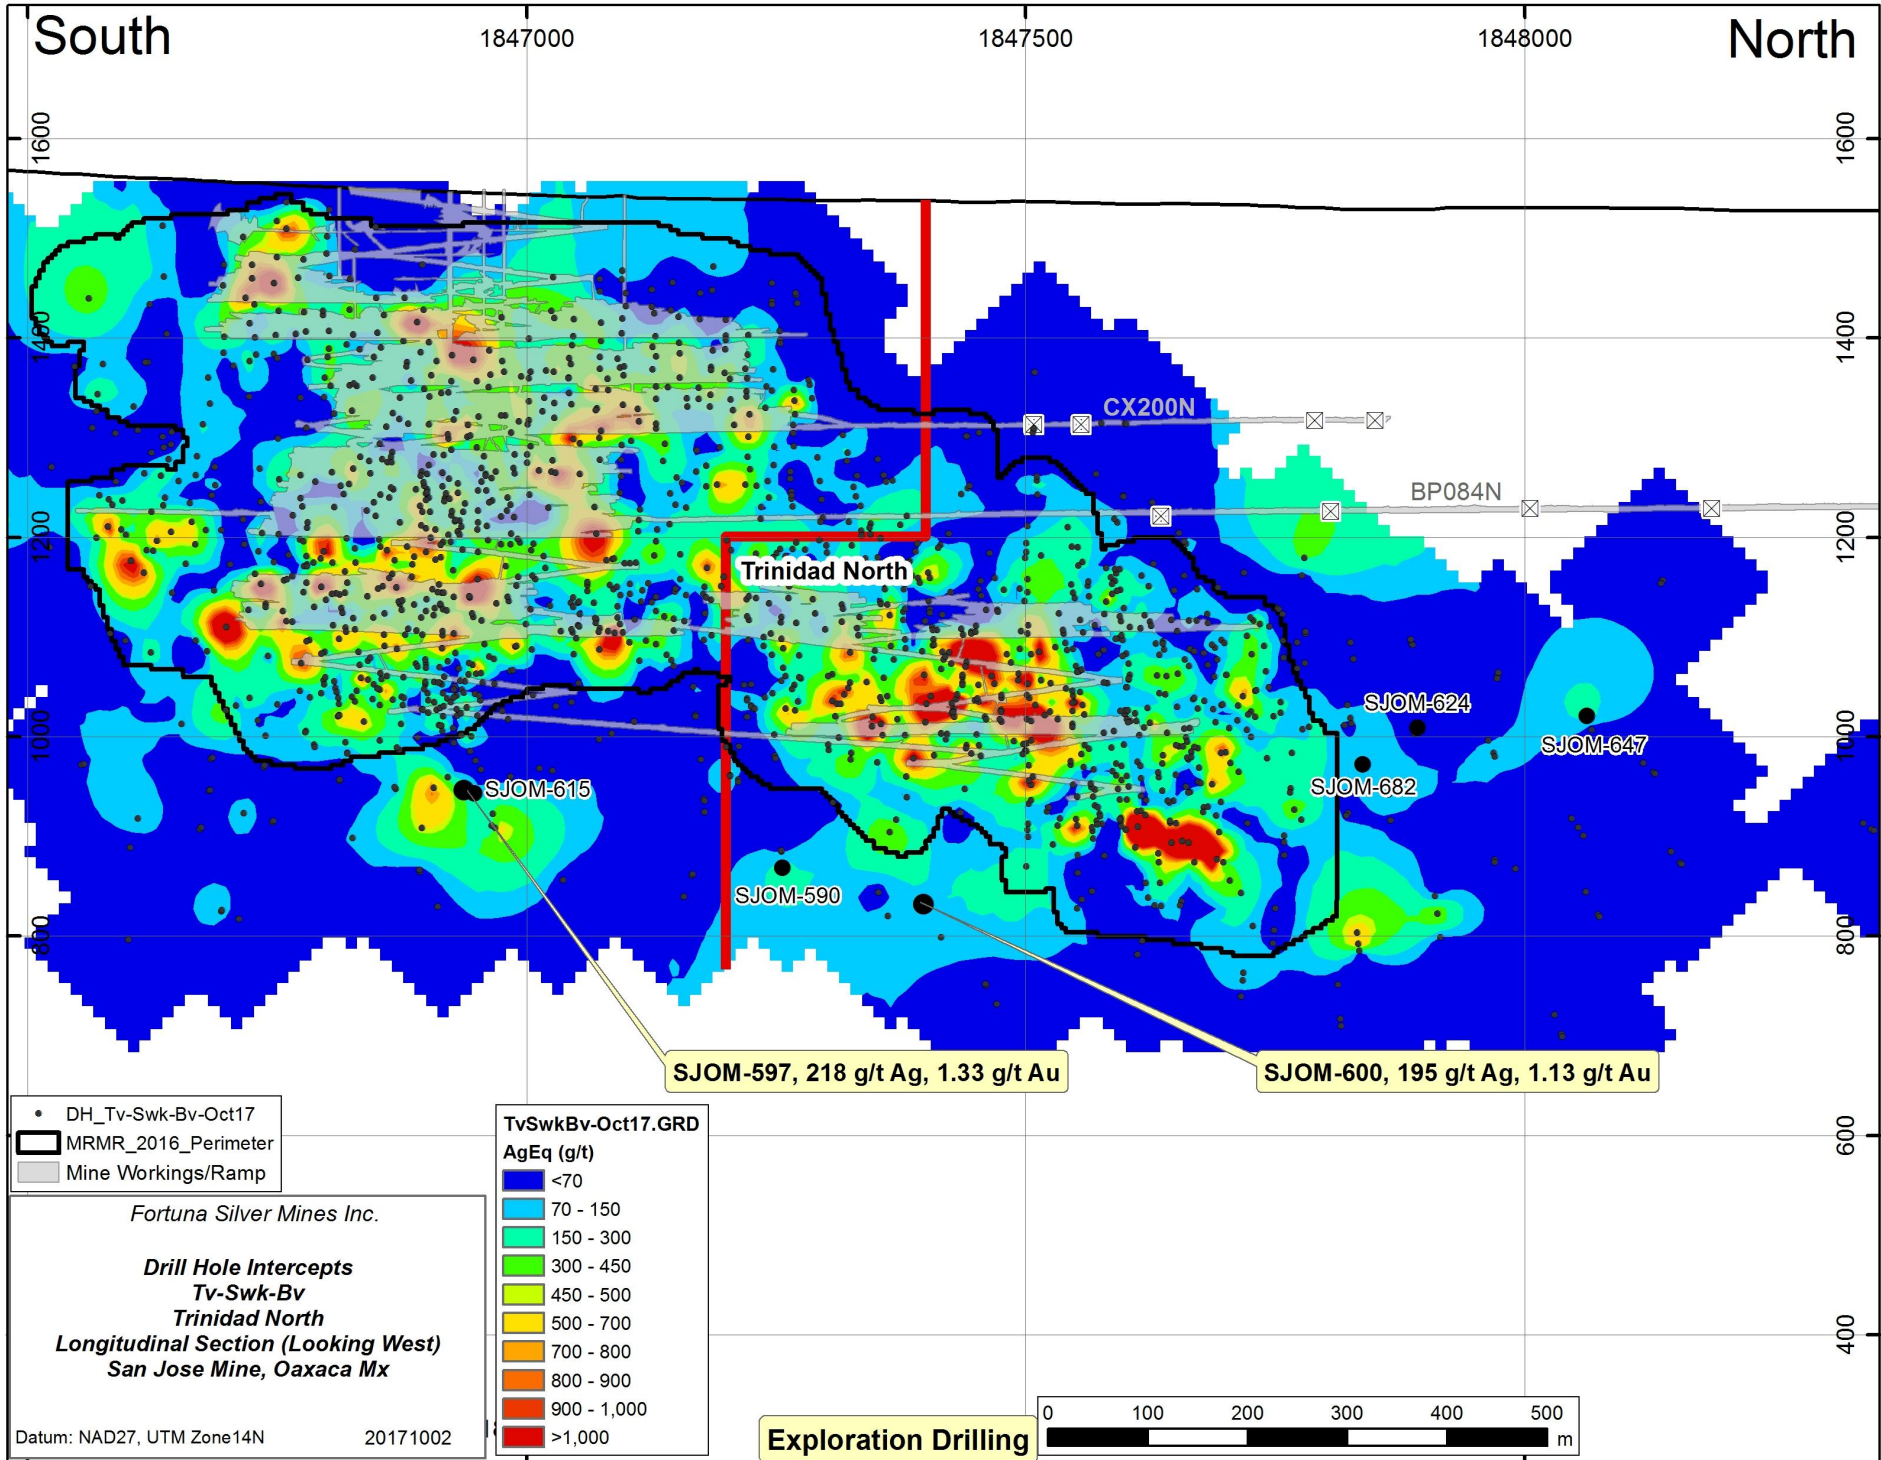 South
1847000
1847500
1848000
North
1600
1600
1400
1400
CX200N
BP084N
1200
1200
Trinidad North
SJOM-624
1000
1000
SJOM-647
SJOM-682
SJOM-615
SJOM-590
800
800
SJOM-597, 218 g/t Ag, 1.33 g/t Au
SJOM-600, 195 g/t Ag, 1.13 g/t Au
600
400
DH_Tv-Swk-Bv-Oct17
MRMR_2016_Perimeter
Mine Workings/Ramp
Fortuna Silver Mines Inc.
Drill Hole Intercepts
Tv-Swk-Bv
Trinidad North
Longitudinal Section (Looking West)
San Jose Mine, Oaxaca Mx
Datum: NAD27, UTM Zone14N
20171002
TvSwkBv-Oct17.GRD
AgEq (g/t)
<70
70 - 150
150 - 300
300 - 450
450 - 500
500 - 700
700 - 800
800 - 900
900 - 1,000
>1,000
Exploration Drilling
0 100 200 300 400 500
m